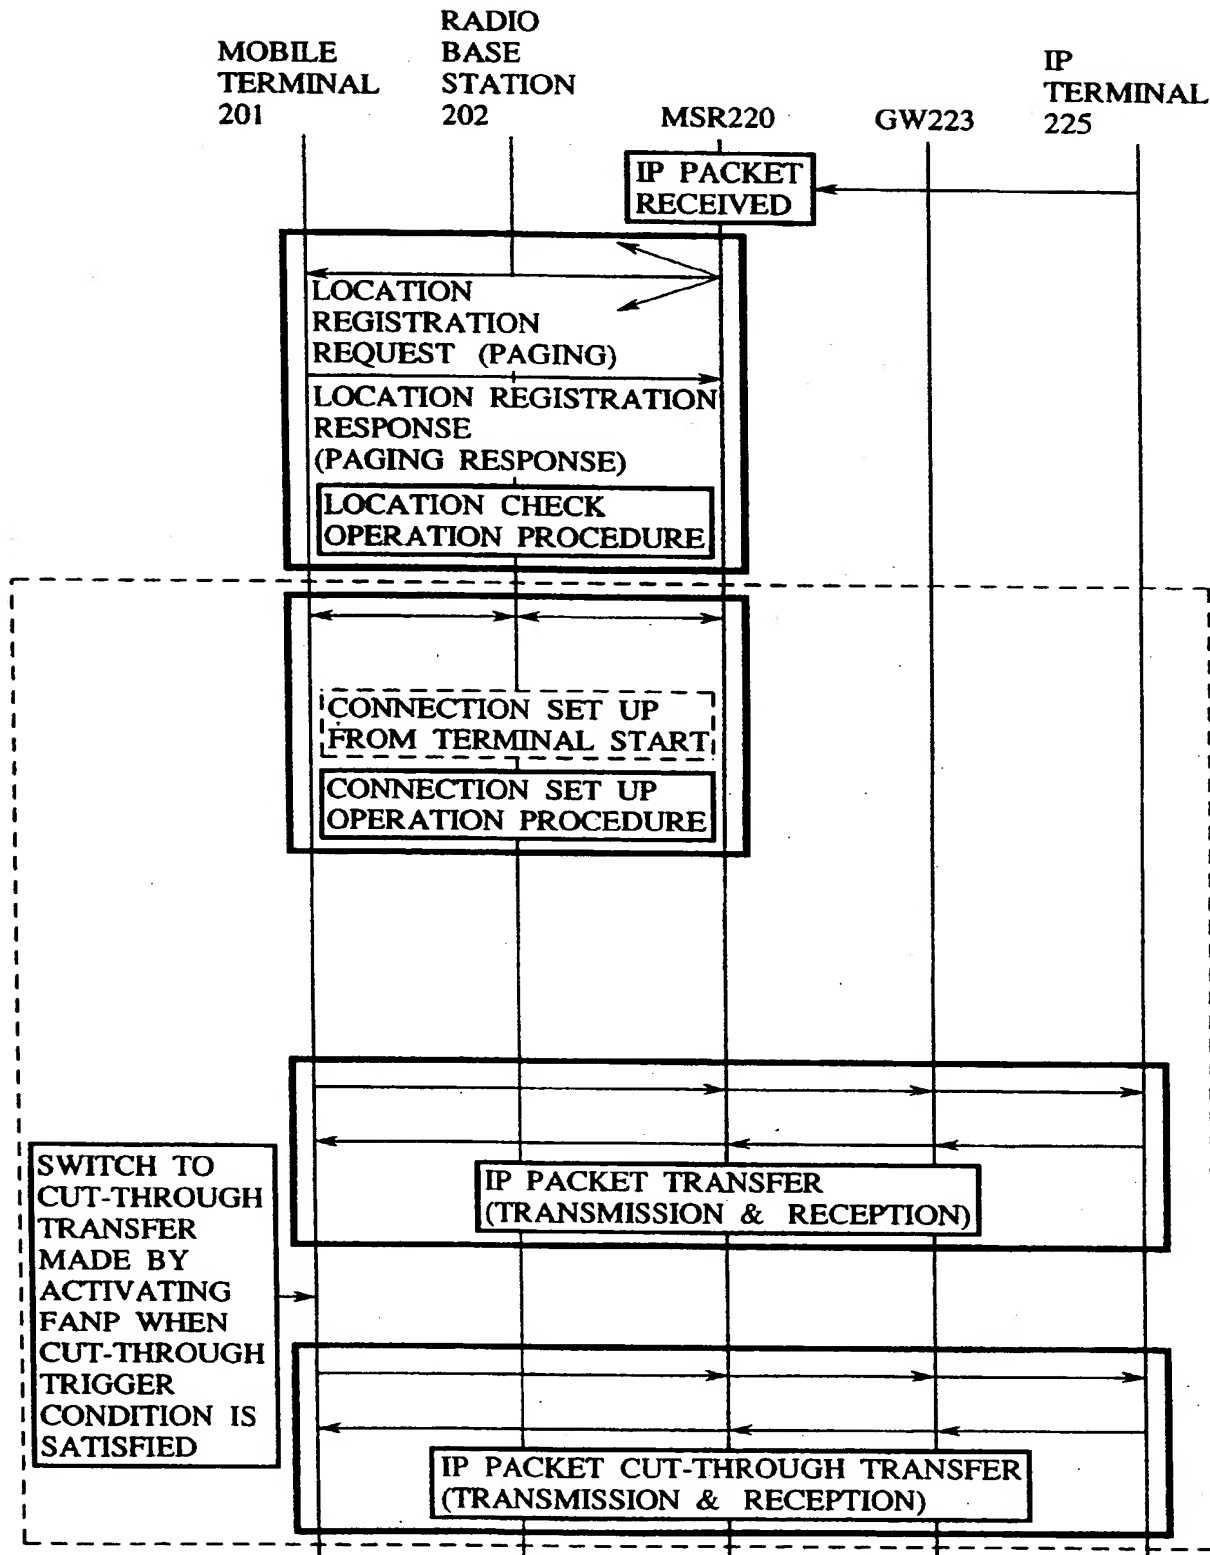 MOBILE
TERMINAL
201
RADIO
BASE
STATION
202
MSR220
GW223
IP
TERMINAL
225
IP PACKET
RECEIVED
LOCATION
REGISTRATION
REQUEST (PAGING)
LOCATION REGISTRATION
RESPONSE
(PAGING RESPONSE)
LOCATION CHECK
OPERATION PROCEDURE
CONNECTION SET UP
FROM TERMINAL START
CONNECTION SET UP
OPERATION PROCEDURE
IP PACKET TRANSFER
(TRANSMISSION & RECEPTION)
SWITCH TO
CUT-THROUGH
TRANSFER
MADE BY
ACTIVATING
FANP WHEN
CUT-THROUGH
TRIGGER
CONDITION IS
SATISFIED
IP PACKET CUT-THROUGH TRANSFER
(TRANSMISSION & RECEPTION)